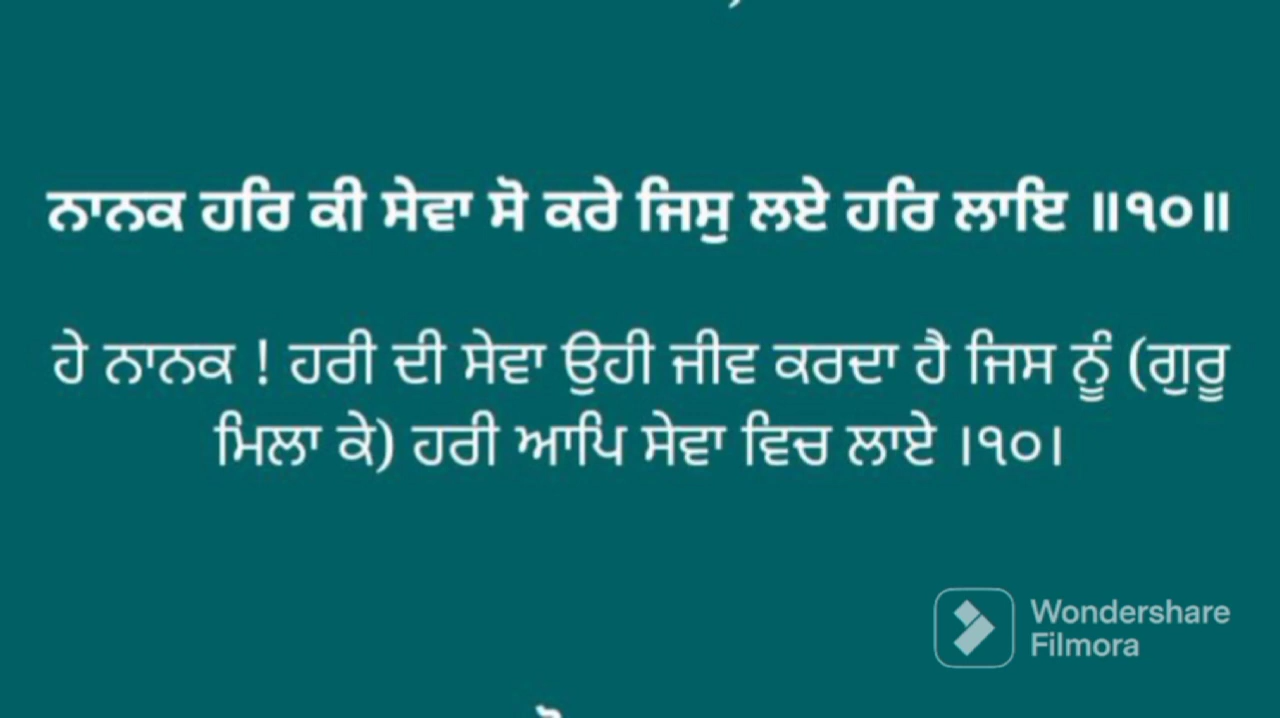 ਨਾਨਕ ਹਰਿ ਕੀ ਸੇਵਾ ਸੋ ਕਰੇ ਜਿਸੁ ਲਏ ਹਰਿ ਲਾਇ ॥੧੦॥
ਹੇ ਨਾਨਕ ! ਹਰੀ ਦੀ ਸੇਵਾ ਉਹੀ ਜੀਵ ਕਰਦਾ ਹੈ ਜਿਸ ਨੂੰ (ਗੁਰੂ
ਮਿਲਾ ਕੇ) ਹਰੀ ਆਪਿ ਸੇਵਾ ਵਿਚ ਲਾਏ ।੧੦।
Wondershare
Filmora